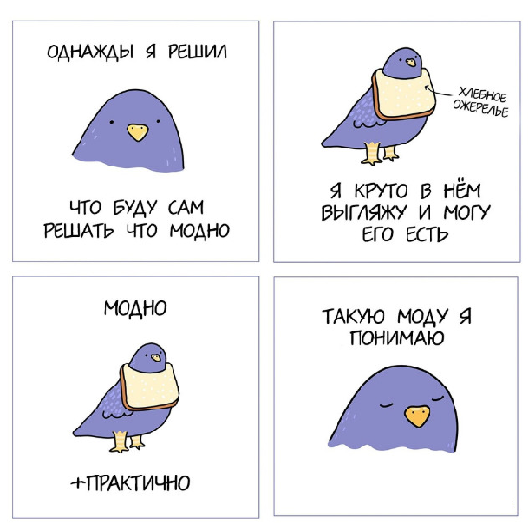 ОДНАЖДЫ Я РЕШИЛ
ЧТО БУДУ САМ
РЕШАТЬ ЧТО МОДНО
ХЛЕБНОЕ
ОЖЕРЕЛЬЕ
Я КРУТО В НЁМ
ВЫГЛЯЖУ И МОГУ
ЕГО ЕСТЬ
МОДНО
+ПРАКТИЧНО
ТАКУЮ МОДУ Я
ПОНИМАЮ